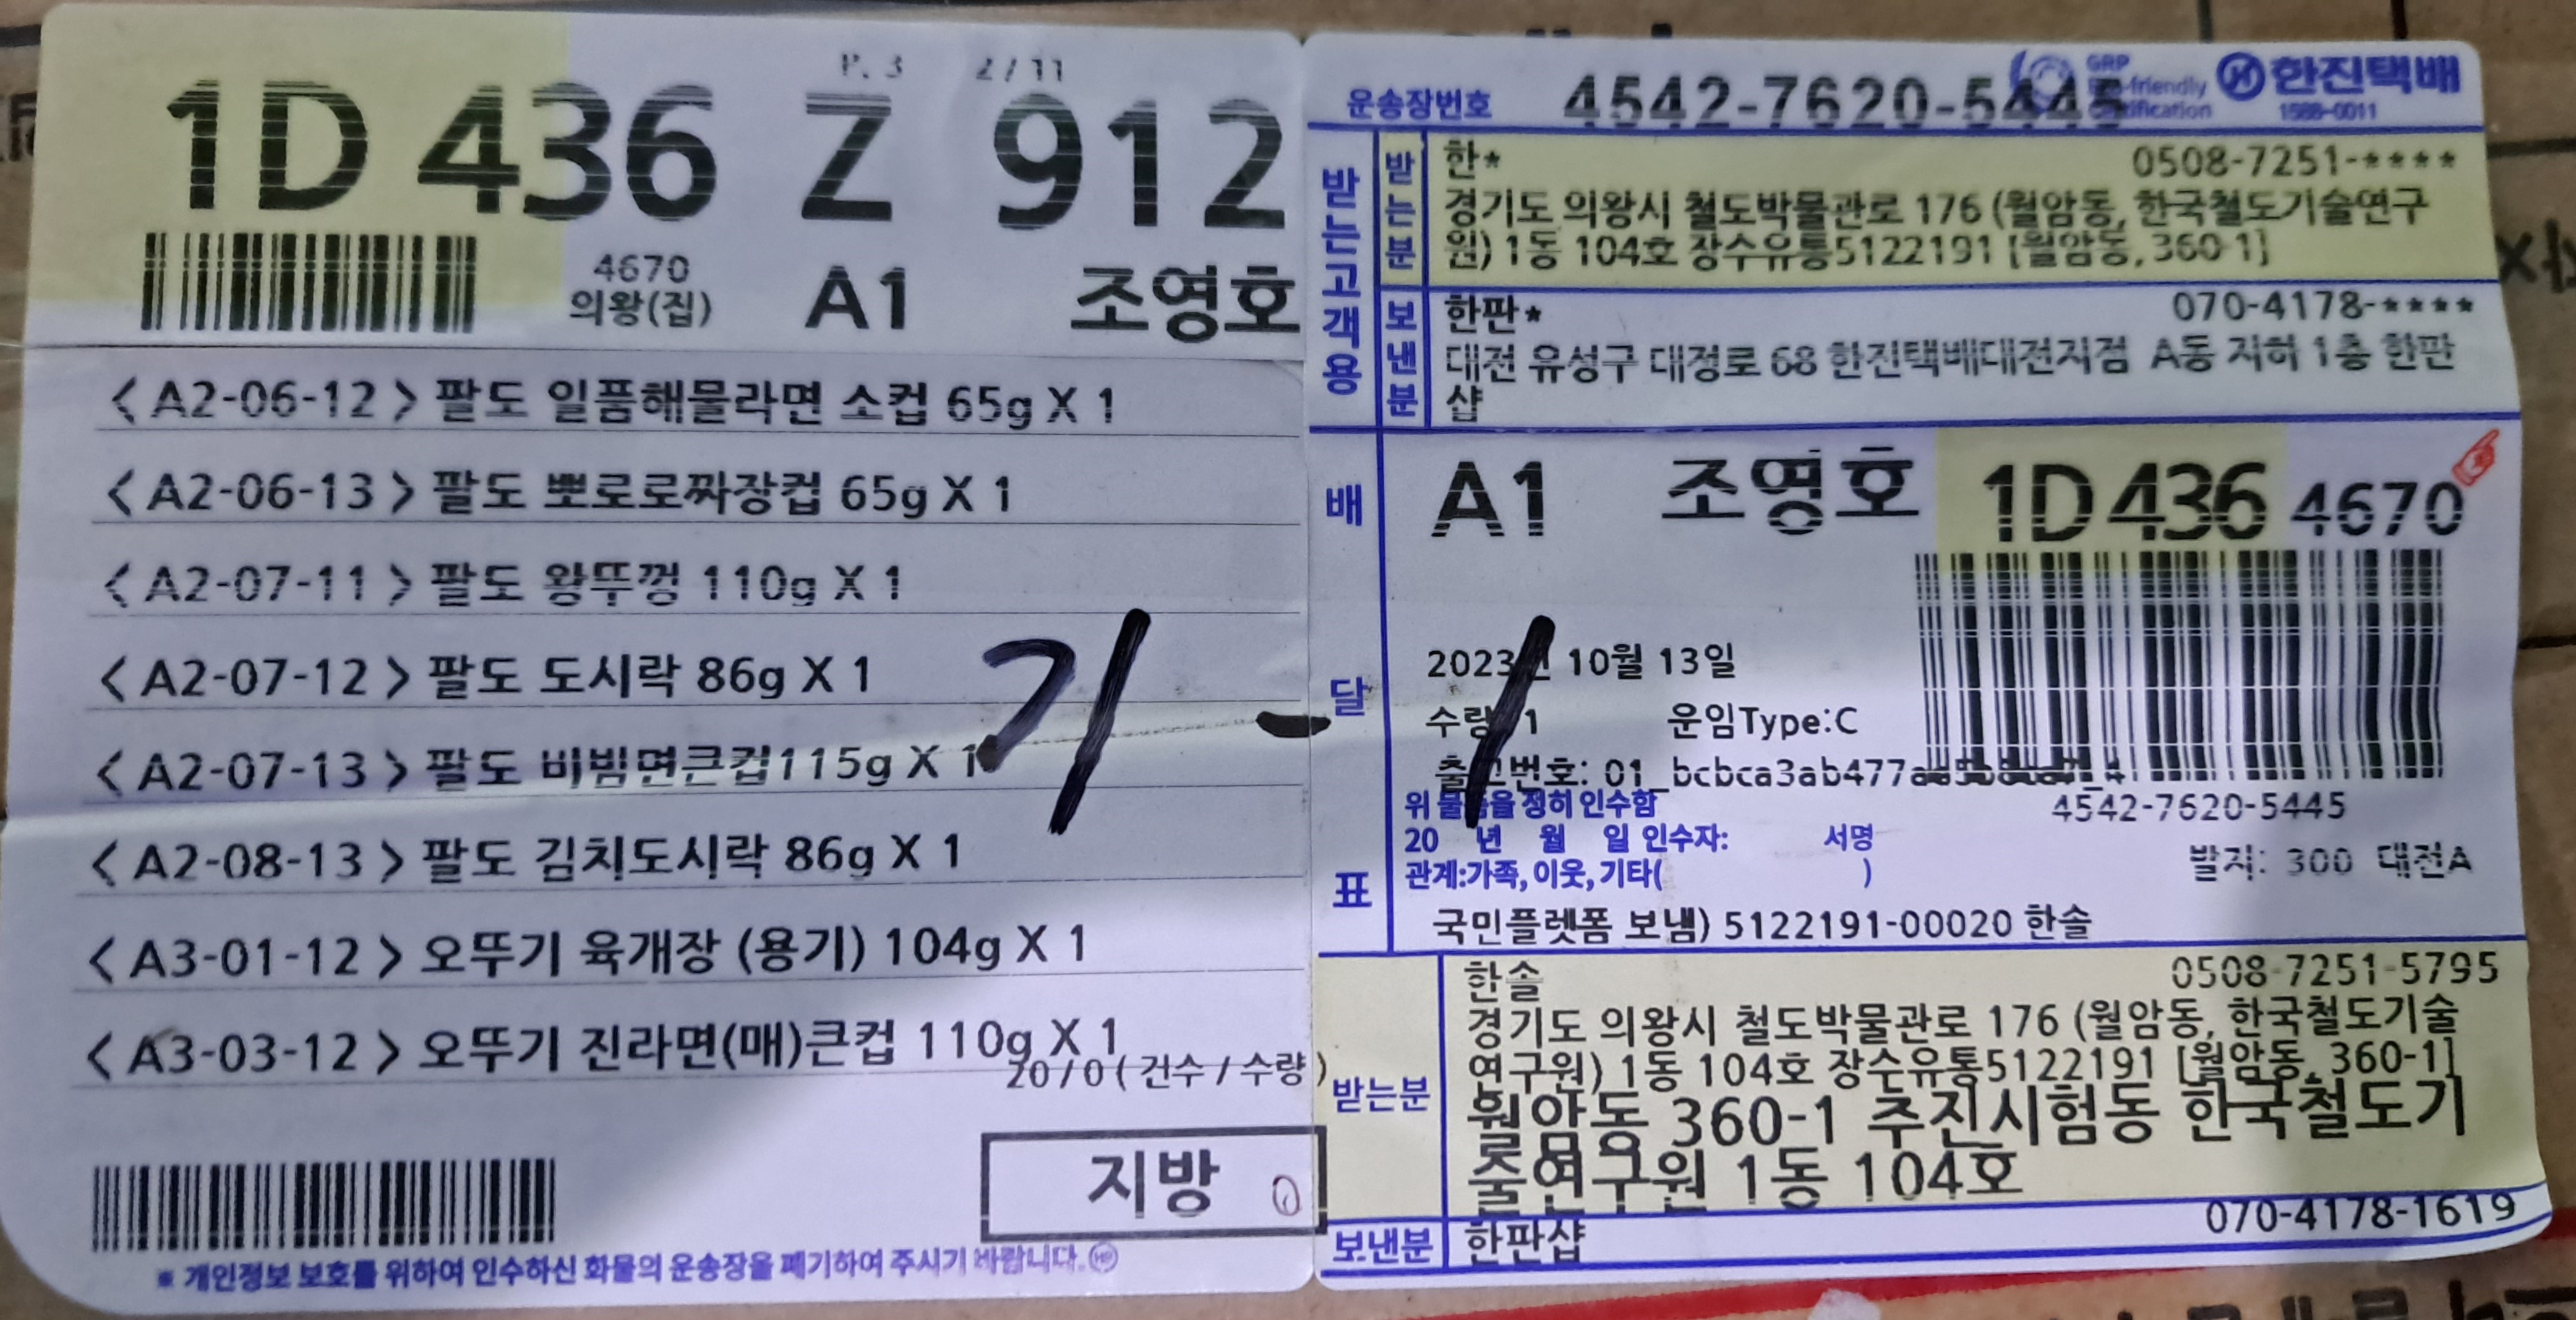 P. 3 2/11
1D 436 Z 912
4670
의왕(집) A1 조영호
< A2-06-12 > 팔도 일품해물라면 소컵 65g X 1
< A2-06-13 > 팔도 뽀로로짜장컵 65g X 1
< A2-07-11 > 팔도 왕뚜껑 110g X 1
< A2-07-12 > 팔도 도시락 86g X 1
< A2-07-13 > 팔도 비빔면큰컵115g X 1
< A2-08-13 > 팔도 김치도시락 86g X 1
< A3-01-12 > 오뚜기 육개장 (용기) 104g X 1
< A3-03-12 > 오뚜기 진라면(매)큰컵 110g X 1
20/0 ( 건수 / 수량 )
지방
기-1
※ 개인정보 보호를 위하여 인수하신 화물의 운송장을 폐기하여 주시기 바랍니다.
운송장번호 4542-7620-5445
GRP
한진택배
1588-0011
받는고객용
받는분
한* 0508-7251-****
경기도 의왕시 철도박물관로 176 (월암동, 한국철도기술연구
원) 1동 104호 장수유통5122191 [월암동, 360-1]
보낸분
한판* 070-4178-****
대전 유성구 대정로 68 한진택배대전지점 A동 지하 1층 한판
샵
배달표
A1 조영호 1D 436 4670
2023년 10월 13일
수량 1 운임Type:C
출고번호: 01_bcbca3ab477a
4542-7620-5445
위 물품을 정히 인수함
20 년 월 일 인수자: 서명
관계:가족, 이웃, 기타( )
발지: 300 대전A
국민플렛폼 보냄) 5122191-00020 한솔
받는분
한솔 0508-7251-5795
경기도 의왕시 철도박물관로 176 (월암동, 한국철도기술
연구원) 1동 104호 장수유통5122191 [월암동, 360-1]
월암동 360-1 추진시험동 한국철도기
술연구원 1동 104호
070-4178-1619
보낸분 한판샵